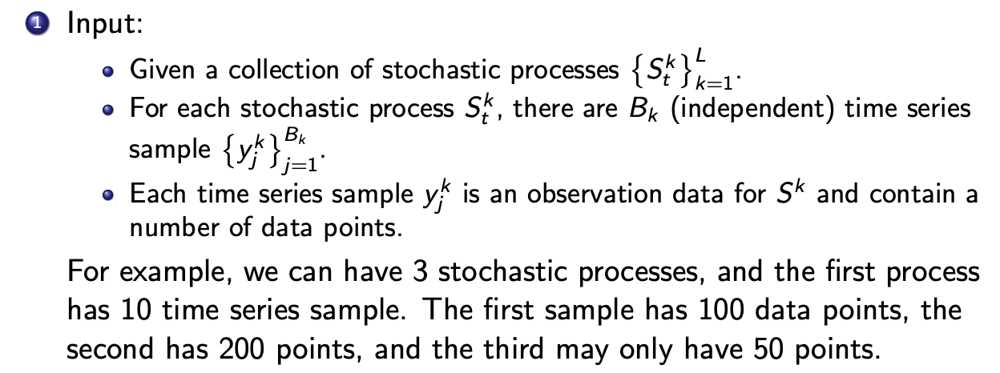 1 Input:
Given a collection of stochastic processes {S_t^k}_{k=1}^L.
For each stochastic process S_t^k, there are B_k (independent) time series
sample {y_j^k}_{j=1}^{B_k}.
Each time series sample y_j^k is an observation data for S^k and contain a
number of data points.
For example, we can have 3 stochastic processes, and the first process
has 10 time series sample. The first sample has 100 data points, the
second has 200 points, and the third may only have 50 points.